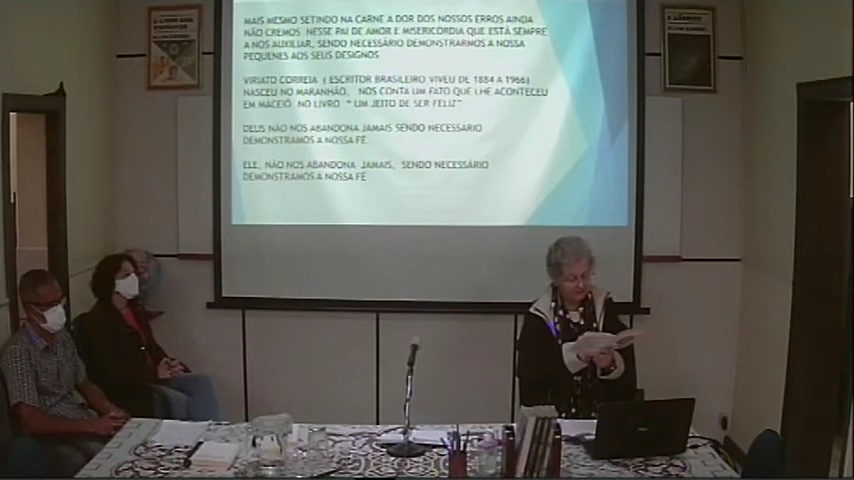 MAIS MESMO SETINDO NA CARNE A DOR DOS NOSSOS ERROS AINDA
NÃO CREMOS NESSE PAI DE AMOR E MISERICÓRDIA QUE ESTÁ SEMPRE
A NOS AUXILIAR, SENDO NECESSÁRIO DEMONSTRARMOS A NOSSA
PEQUENES AOS SEUS DESIGNOS
VIRIATO CORREIA ( ESCRITOR BRASILEIRO VIVEU DE 1884 A 1966)
NASCEU NO MARANHÃO, NOS CONTA UM FATO QUE LHE ACONTECEU
EM MACEIÓ. NO LIVRO " UM JEITO DE SER FELIZ"
DEUS NÃO NOS ABANDONA JAMAIS SENDO NECESSÁRIO
DEMONSTRAMOS A NOSSA FÉ.
ELE, NÃO NOS ABANDONA JAMAIS, SENDO NECESSÁRIO
DEMONSTRAMOS A NOSSA FÉ